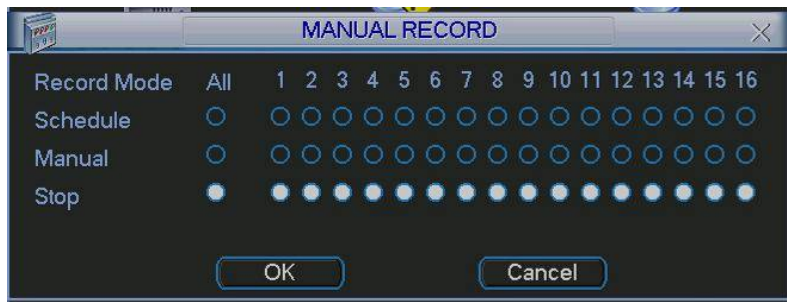 MANUAL RECORD
Record Mode All 1 2 3 4 5 6 7 8 9 10 11 12 13 14 15 16
Schedule
Manual
Stop
OK Cancel